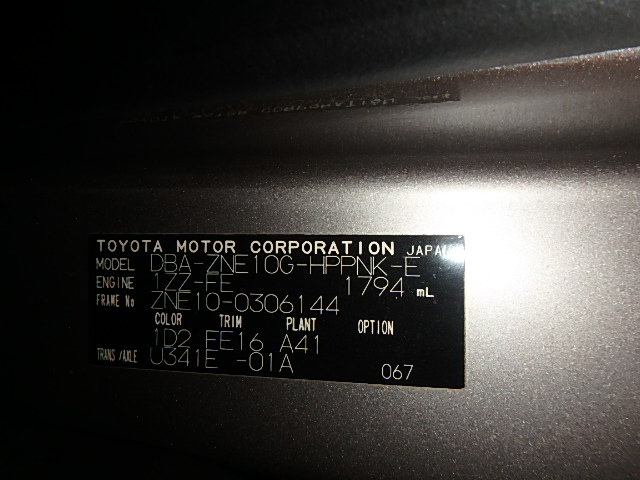 TOYOTA MOTOR CORPORATION JAPAN
MODEL DBA-ZNE10G-HPPNK-E
ENGINE 1ZZ-FE 1794 mL
FRAME No ZNE10-0306144
COLOR TRIM PLANT OPTION
1D2 FE16 A41
TRANS/AXLE U341E -01A 067